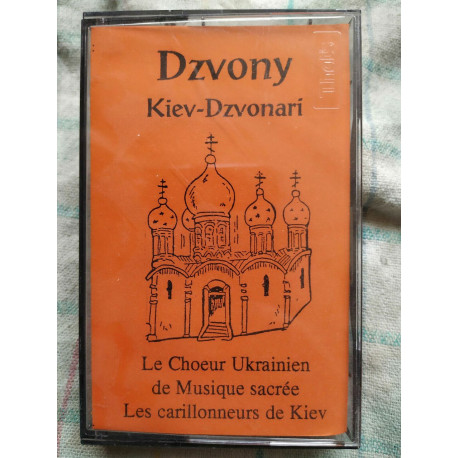 Dzvony
Kiev-Dzvonari
Le Choeur Ukrainien
de Musique sacrée
Les carillonneurs de Kiev